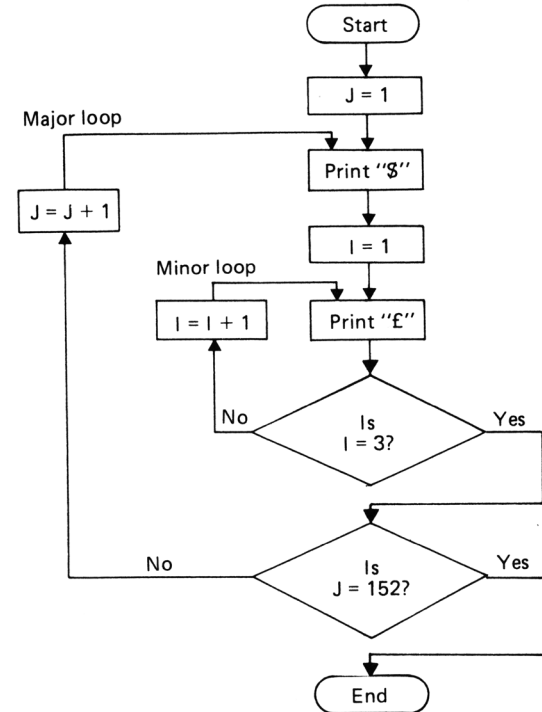 Start
J = 1
Major loop
Print "$"
J = J + 1
I = 1
Minor loop
I = I + 1
Print "£"
No
Is
I = 3?
Yes
No
Is
J = 152?
Yes
End